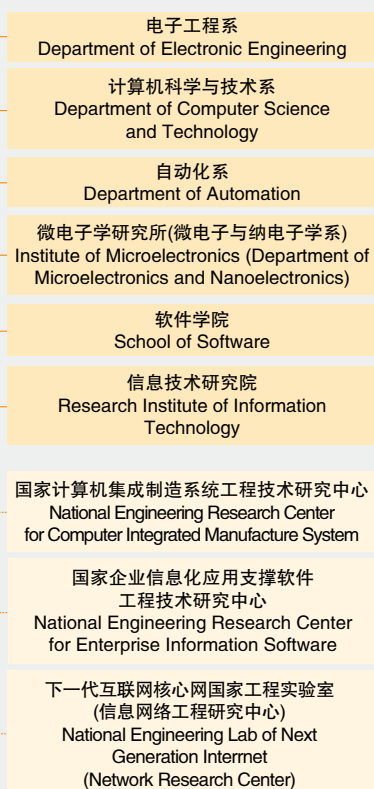 电子工程系
Department of Electronic Engineering
计算机科学与技术系
Department of Computer Science
and Technology
自动化系
Department of Automation
微电子学研究所(微电子与纳电子学系)
Institute of Microelectronics (Department of
Microelectronics and Nanoelectronics)
软件学院
School of Software
信息技术研究院
Research Institute of Information
Technology
国家计算机集成制造系统工程技术研究中心
National Engineering Research Center
for Computer Integrated Manufacture System
国家企业信息化应用支撑软件
工程技术研究中心
National Engineering Research Center
for Enterprise Information Software
下一代互联网核心网国家工程实验室
(信息网络工程研究中心)
National Engineering Lab of Next
Generation Interrnet
(Network Research Center)